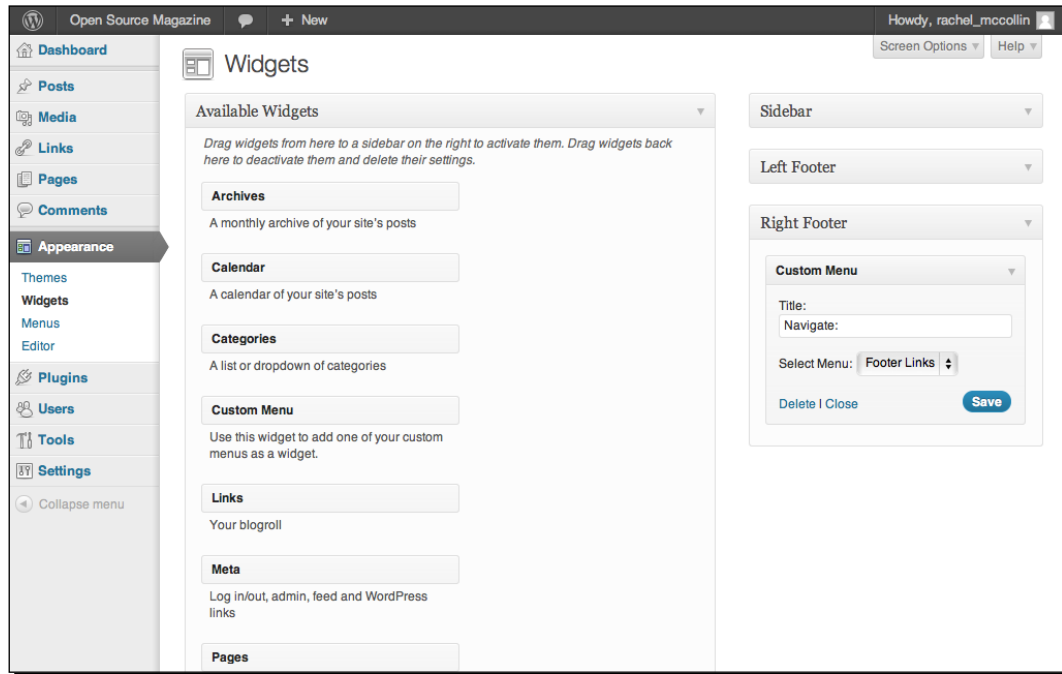 Open Source Magazine
+ New
Howdy, rachel_mccollin
Screen Options
Help
Dashboard
Posts
Media
Links
Pages
Comments
Appearance
Themes
Widgets
Menus
Editor
Plugins
Users
Tools
Settings
Collapse menu
Widgets
Available Widgets
Drag widgets from here to a sidebar on the right to activate them. Drag widgets back
here to deactivate them and delete their settings.
Archives
A monthly archive of your site's posts
Calendar
A calendar of your site's posts
Categories
A list or dropdown of categories
Custom Menu
Use this widget to add one of your custom
menus as a widget.
Links
Your blogroll
Meta
Log in/out, admin, feed and WordPress
links
Pages
Sidebar
Left Footer
Right Footer
Custom Menu
Title:
Navigate:
Select Menu: Footer Links
Delete | Close
Save